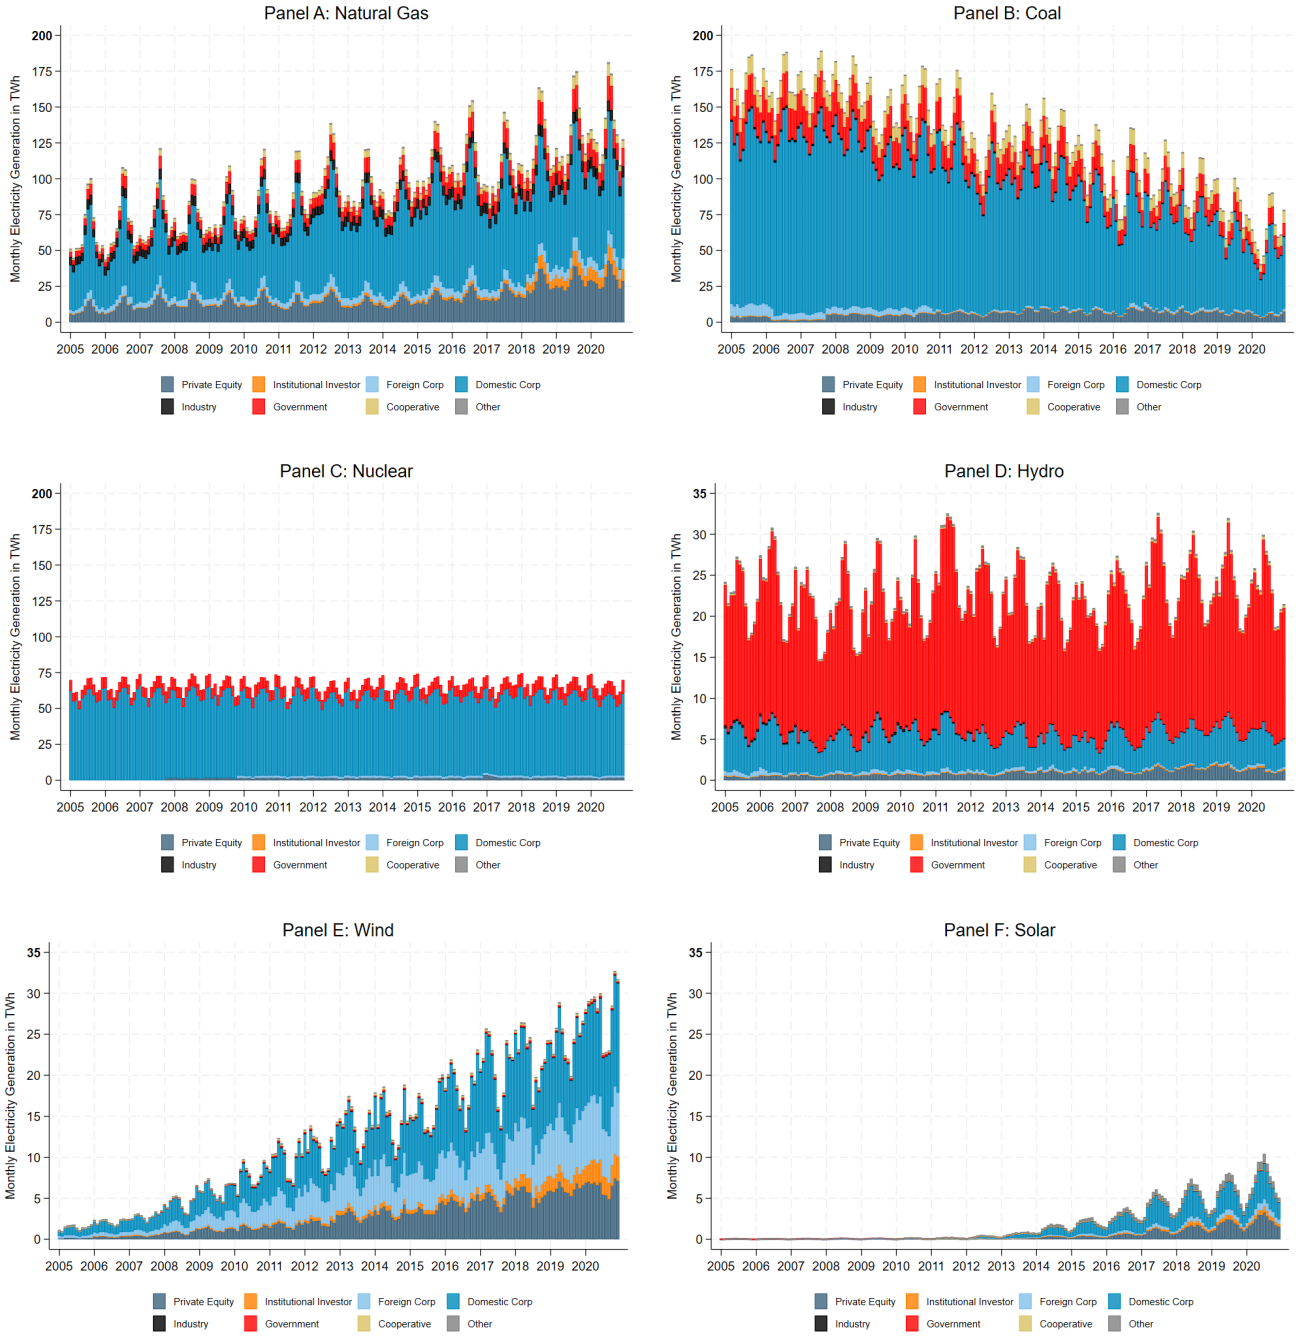 Panel A: Natural Gas
Monthly Electricity Generation in TWh
200
175
150
125
100
75
50
25
0
2005 2006 2007 2008 2009 2010 2011 2012 2013 2014 2015 2016 2017 2018 2019 2020
Private Equity Institutional Investor Foreign Corp Domestic Corp
Industry Government Cooperative Other
Panel B: Coal
Monthly Electricity Generation in TWh
200
175
150
125
100
75
50
25
0
2005 2006 2007 2008 2009 2010 2011 2012 2013 2014 2015 2016 2017 2018 2019 2020
Private Equity Institutional Investor Foreign Corp Domestic Corp
Industry Government Cooperative Other
Panel C: Nuclear
Monthly Electricity Generation in TWh
200
175
150
125
100
75
50
25
0
2005 2006 2007 2008 2009 2010 2011 2012 2013 2014 2015 2016 2017 2018 2019 2020
Private Equity Institutional Investor Foreign Corp Domestic Corp
Industry Government Cooperative Other
Panel D: Hydro
Monthly Electricity Generation in TWh
35
30
25
20
15
10
5
0
2005 2006 2007 2008 2009 2010 2011 2012 2013 2014 2015 2016 2017 2018 2019 2020
Private Equity Institutional Investor Foreign Corp Domestic Corp
Industry Government Cooperative Other
Panel E: Wind
Monthly Electricity Generation in TWh
35
30
25
20
15
10
5
0
2005 2006 2007 2008 2009 2010 2011 2012 2013 2014 2015 2016 2017 2018 2019 2020
Private Equity Institutional Investor Foreign Corp Domestic Corp
Industry Government Cooperative Other
Panel F: Solar
Monthly Electricity Generation in TWh
35
30
25
20
15
10
5
0
2005 2006 2007 2008 2009 2010 2011 2012 2013 2014 2015 2016 2017 2018 2019 2020
Private Equity Institutional Investor Foreign Corp Domestic Corp
Industry Government Cooperative Other